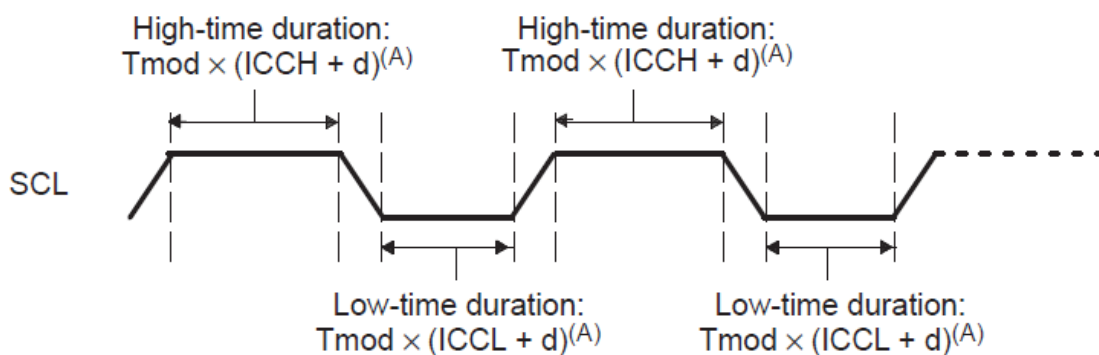 High-time duration:
Tmod × (ICCH + d)(A)
High-time duration:
Tmod × (ICCH + d)(A)
SCL
Low-time duration:
Tmod × (ICCL + d)(A)
Low-time duration:
Tmod × (ICCL + d)(A)